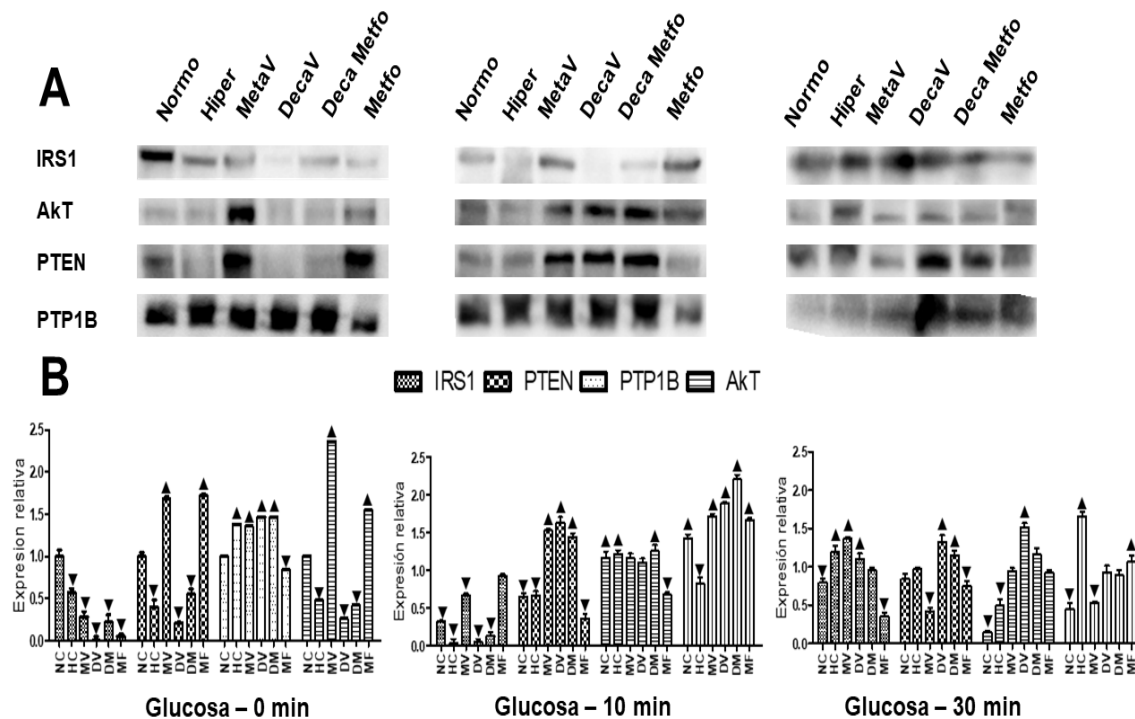 A
Normo Hiper MetaV DecaV Deca Metfo Metfo
Normo Hiper MetaV DecaV Deca Metfo Metfo
Normo Hiper MetaV DecaV Deca Metfo Metfo
IRS1
AkT
PTEN
PTP1B
B
IRS1 PTEN PTP1B AkT
Expresion relativa
2.5
2.0
1.5
1.0
0.5
0.0
NC HC MV DV DM MF NC HC MV DV DM MF NC HC MV DV DM MF NC HC MV DV DM MF
Glucosa – 0 min
Expresión relativa
2.5
2.0
1.5
1.0
0.5
0.0
NC HC MV DV DM MF NC HC MV DV DM MF NC HC MV DV DM MF NC HC MV DV DM MF
Glucosa – 10 min
Expresión relativa
2.5
2.0
1.5
1.0
0.5
0.0
NC HC MV DV DM MF NC HC MV DV DM MF NC HC MV DV DM MF NC HC MV DV DM MF
Glucosa – 30 min